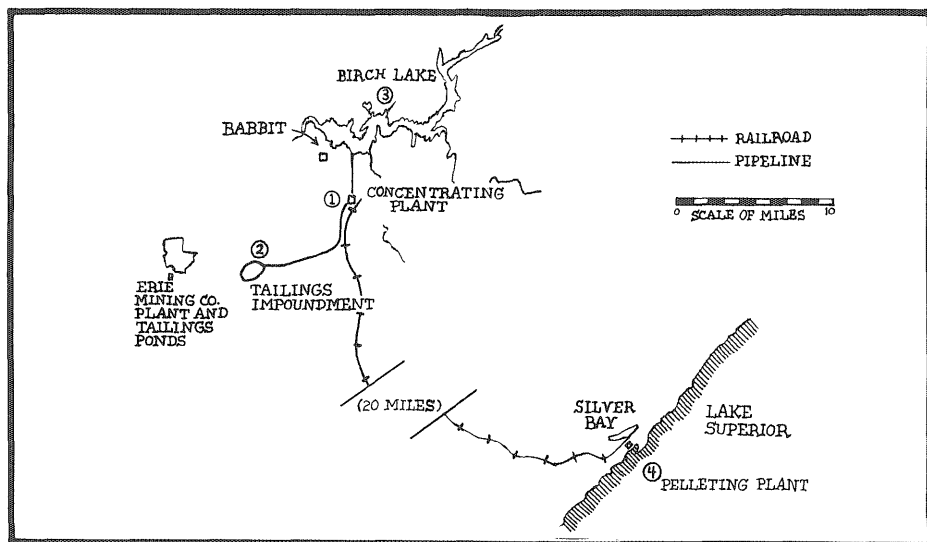 BIRCH LAKE
③
BABBIT
RAILROAD
PIPELINE
①
CONCENTRATING
PLANT
0
10
SCALE OF MILES
②
ERIE
MINING CO.
PLANT AND
TAILINGS
PONDS
TAILINGS
IMPOUNDMENT
(20 MILES)
SILVER
BAY
LAKE
SUPERIOR
④
PELLETING PLANT